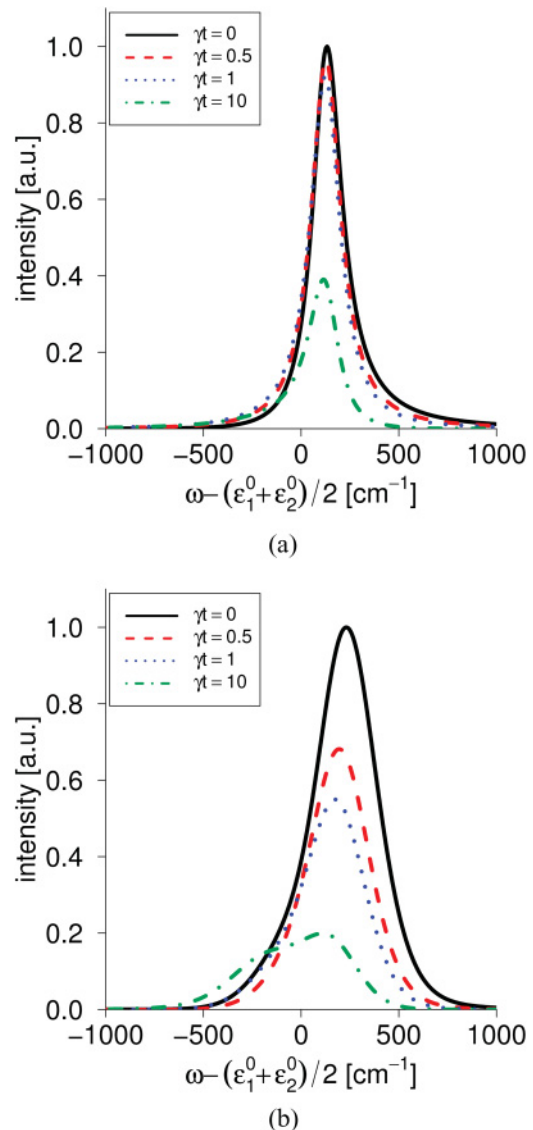 γt = 0
γt = 0.5
γt = 1
γt = 10
intensity [a.u.]
1.0
0.8
0.6
0.4
0.2
0.0
−1000 −500 0 500 1000
ω−(ε₁⁰+ε₂⁰)/2 [cm⁻¹]
(a)
γt = 0
γt = 0.5
γt = 1
γt = 10
intensity [a.u.]
1.0
0.8
0.6
0.4
0.2
0.0
−1000 −500 0 500 1000
ω−(ε₁⁰+ε₂⁰)/2 [cm⁻¹]
(b)